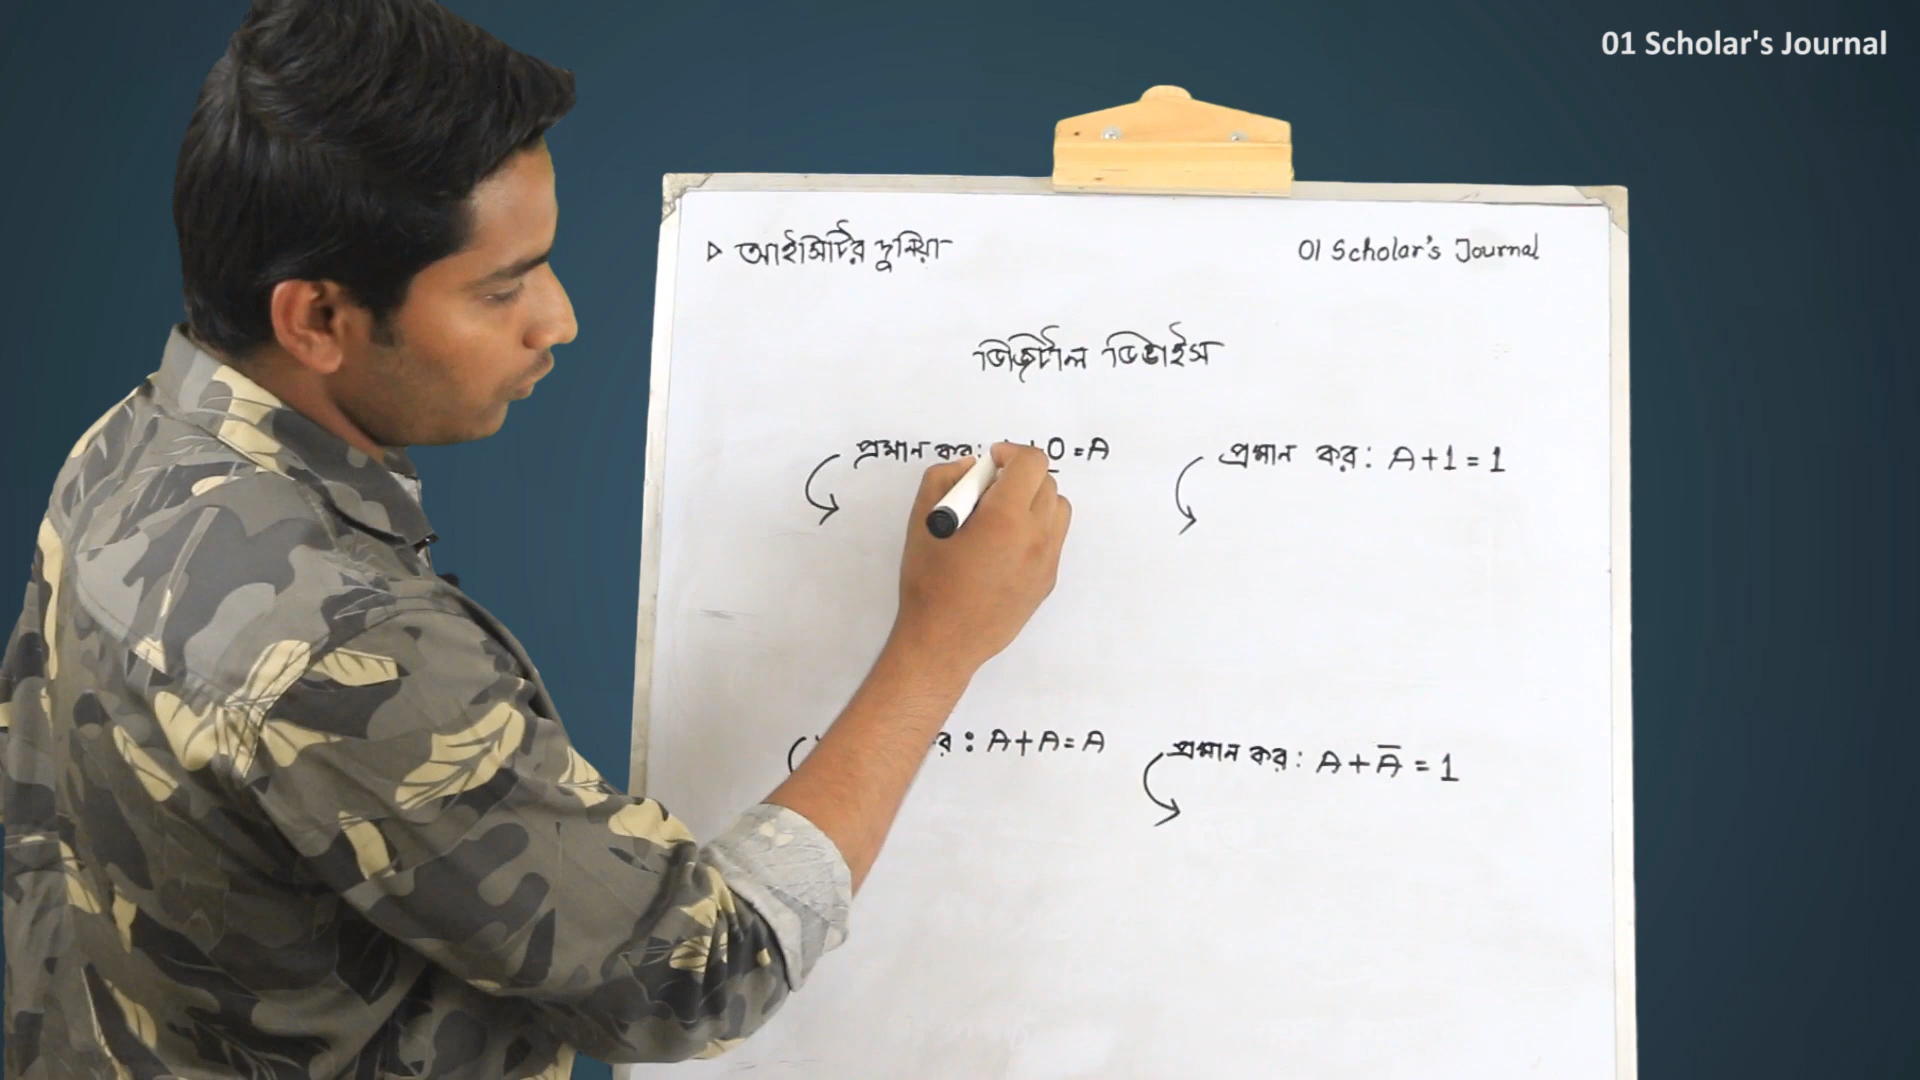 01 Scholar's Journal
আইসিটির দুনিয়া
01 Scholar's Journal
ডিজিটাল ডিভাইস
প্রমান কর: +0=A
প্রমান কর: A+1=1
র: A+A=A
প্রমান কর: A+A̅=1